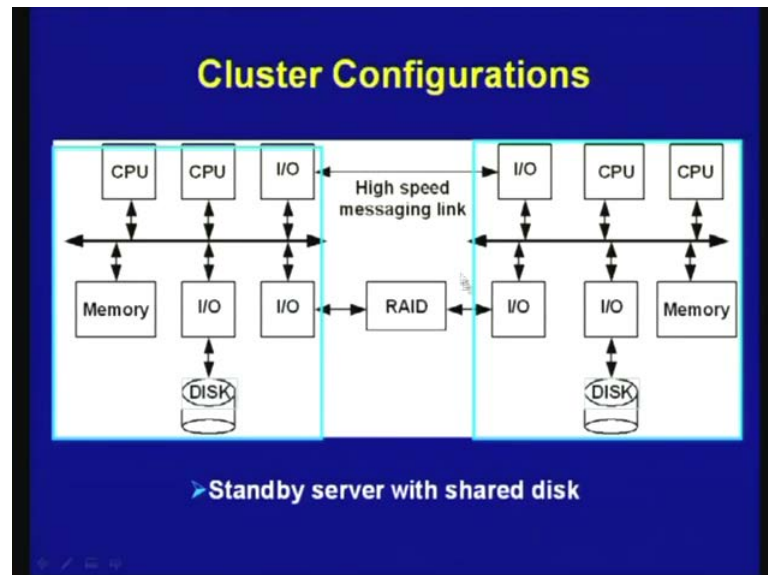 Cluster Configurations
CPU CPU I/O I/O CPU CPU
High speed
messaging link
Memory I/O I/O RAID I/O I/O Memory
DISK DISK
➢Standby server with shared disk